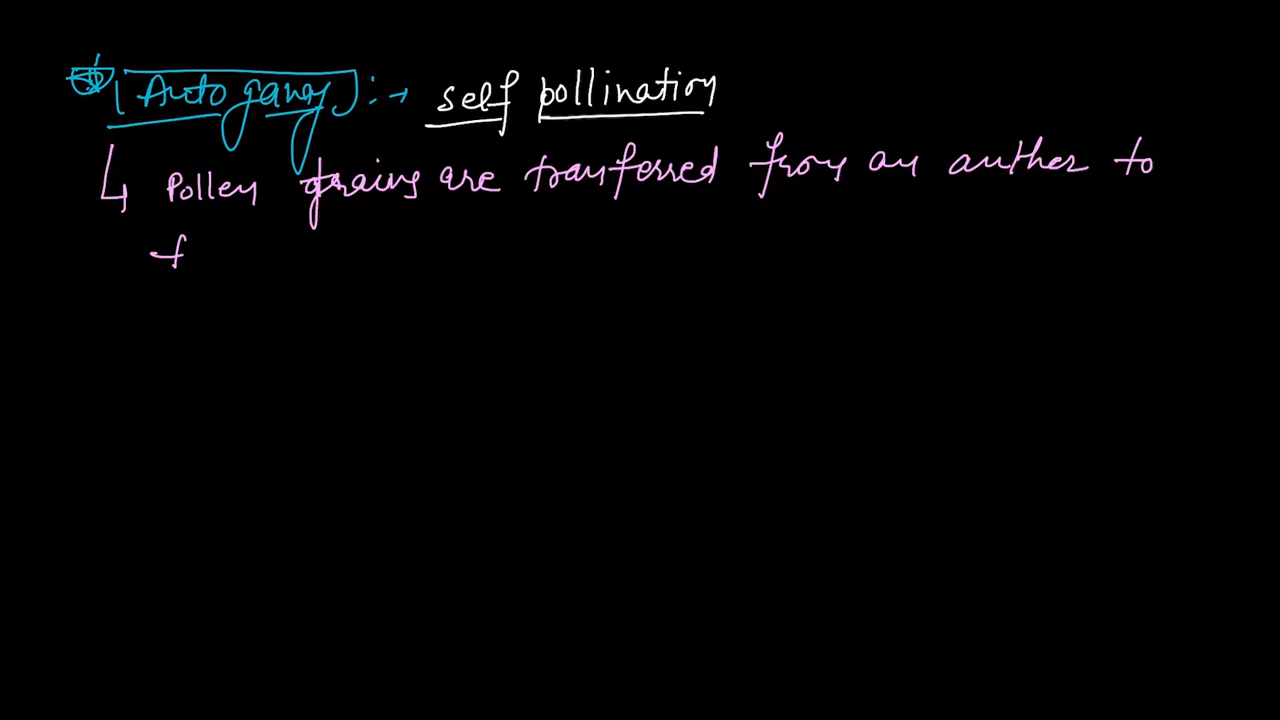 Autogamy :→ self pollination
↳ Pollen grains are transferred from an anther to